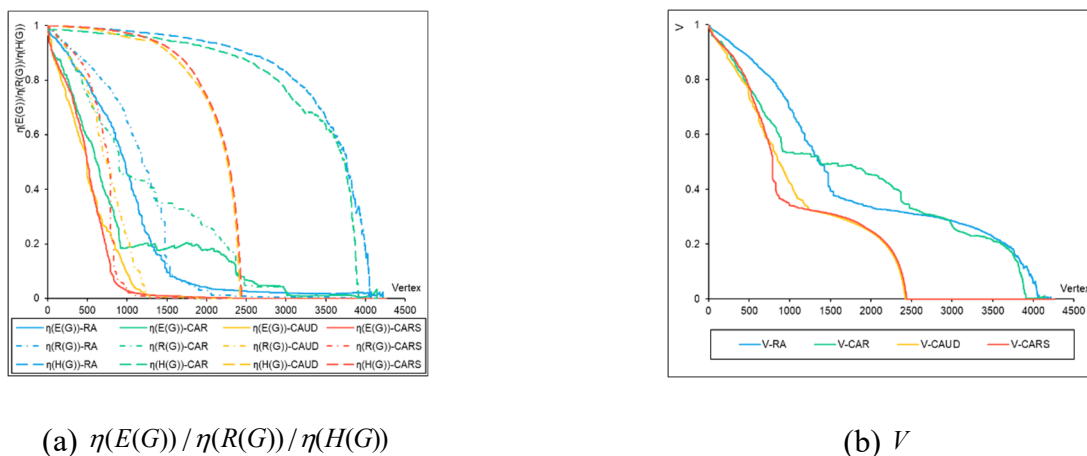 η(E(G))/η(R(G))/η(H(G))
1
0.8
0.6
0.4
0.2
0
0 500 1000 1500 2000 2500 3000 3500 4000 4500
Vertex
η(E(G))-RA η(E(G))-CAR η(E(G))-CAUD η(E(G))-CARS
η(R(G))-RA η(R(G))-CAR η(R(G))-CAUD η(R(G))-CARS
η(H(G))-RA η(H(G))-CAR η(H(G))-CAUD η(H(G))-CARS
V
1
0.8
0.6
0.4
0.2
0
0 500 1000 1500 2000 2500 3000 3500 4000 4500
Vertex
V-RA V-CAR V-CAUD V-CARS
(a) η(E(G)) / η(R(G)) / η(H(G))
(b) V